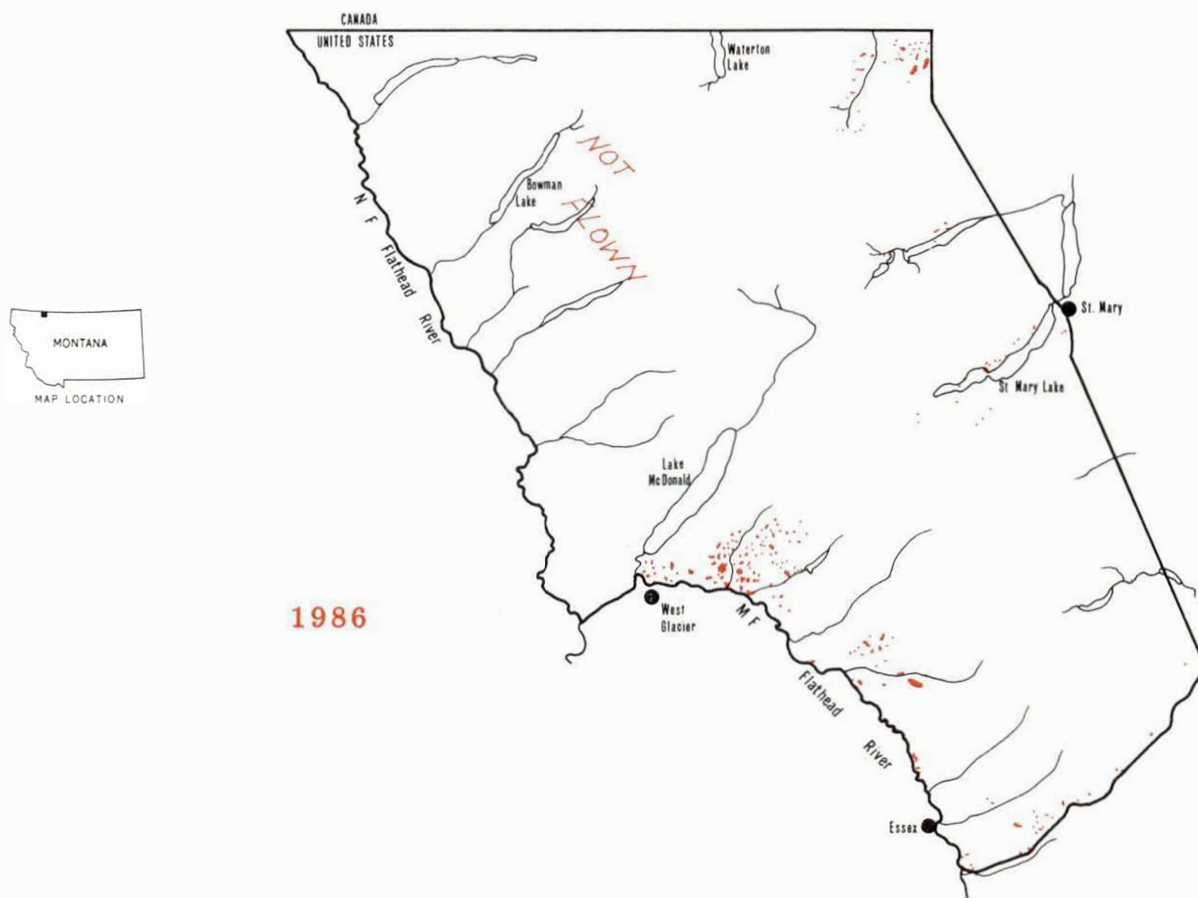 CANADA
UNITED STATES
Waterton
Lake
NOT
FLOWN
Bowman
Lake
N F
Flathead
River
St. Mary
MONTANA
MAP LOCATION
St Mary Lake
Lake
McDonald
1986
West
Glacier
M F
Flathead
River
Essex